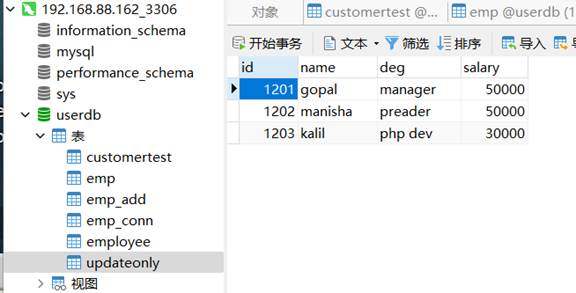 192.168.88.162_3306
information_schema
mysql
performance_schema
sys
userdb
表
customertest
emp
emp_add
emp_conn
employee
updateonly
视图
对象 customertest @... emp @userdb (1
开始事务 文本 筛选 排序 导入
id name deg salary
1201 gopal manager 50000
1202 manisha preader 50000
1203 kalil php dev 30000